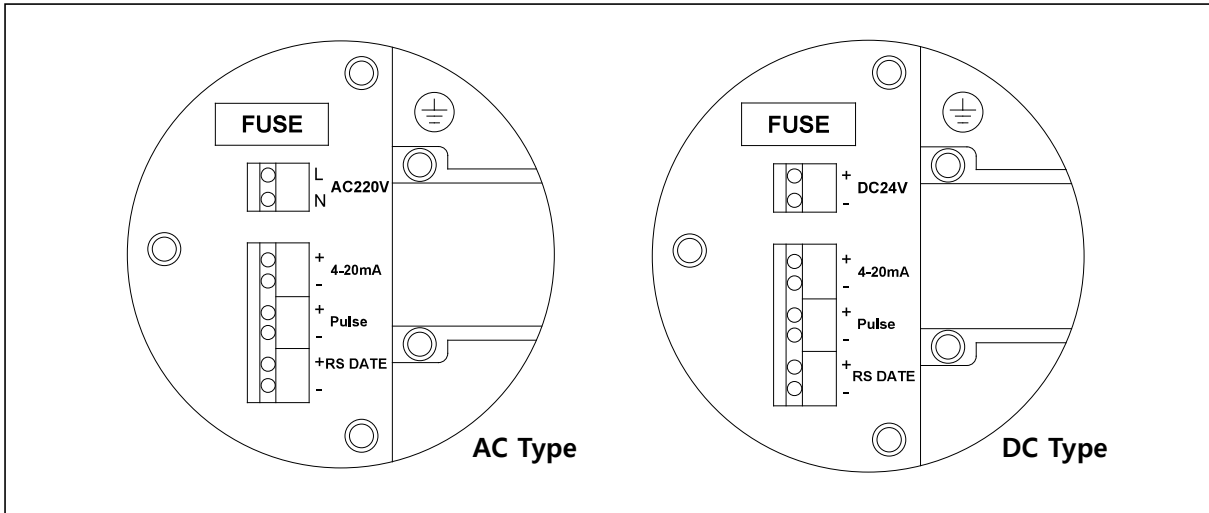 FUSE
L
AC220V
N
+
4-20mA
-
+
Pulse
-
+
RS DATE
-
AC Type
FUSE
+
DC24V
-
+
4-20mA
-
+
Pulse
-
+
RS DATE
-
DC Type